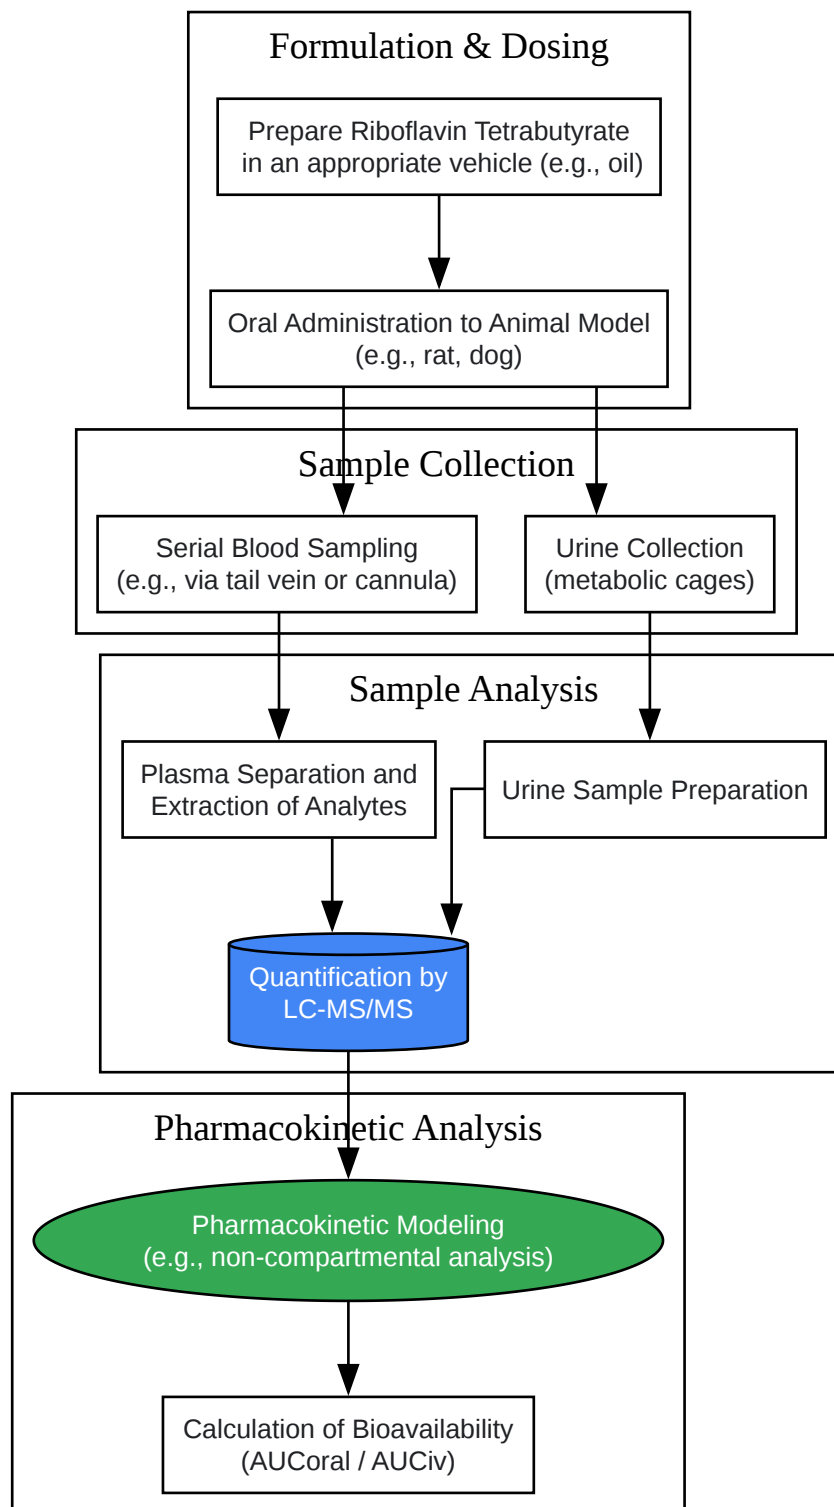 Formulation & Dosing
Prepare Riboflavin Tetrabutyrate
in an appropriate vehicle (e.g., oil)
Oral Administration to Animal Model
(e.g., rat, dog)
Sample Collection
Serial Blood Sampling
(e.g., via tail vein or cannula)
Urine Collection
(metabolic cages)
Sample Analysis
Plasma Separation and
Extraction of Analytes
Urine Sample Preparation
Quantification by
LC-MS/MS
Pharmacokinetic Analysis
Pharmacokinetic Modeling
(e.g., non-compartmental analysis)
Calculation of Bioavailability
(AUCoral / AUCiv)